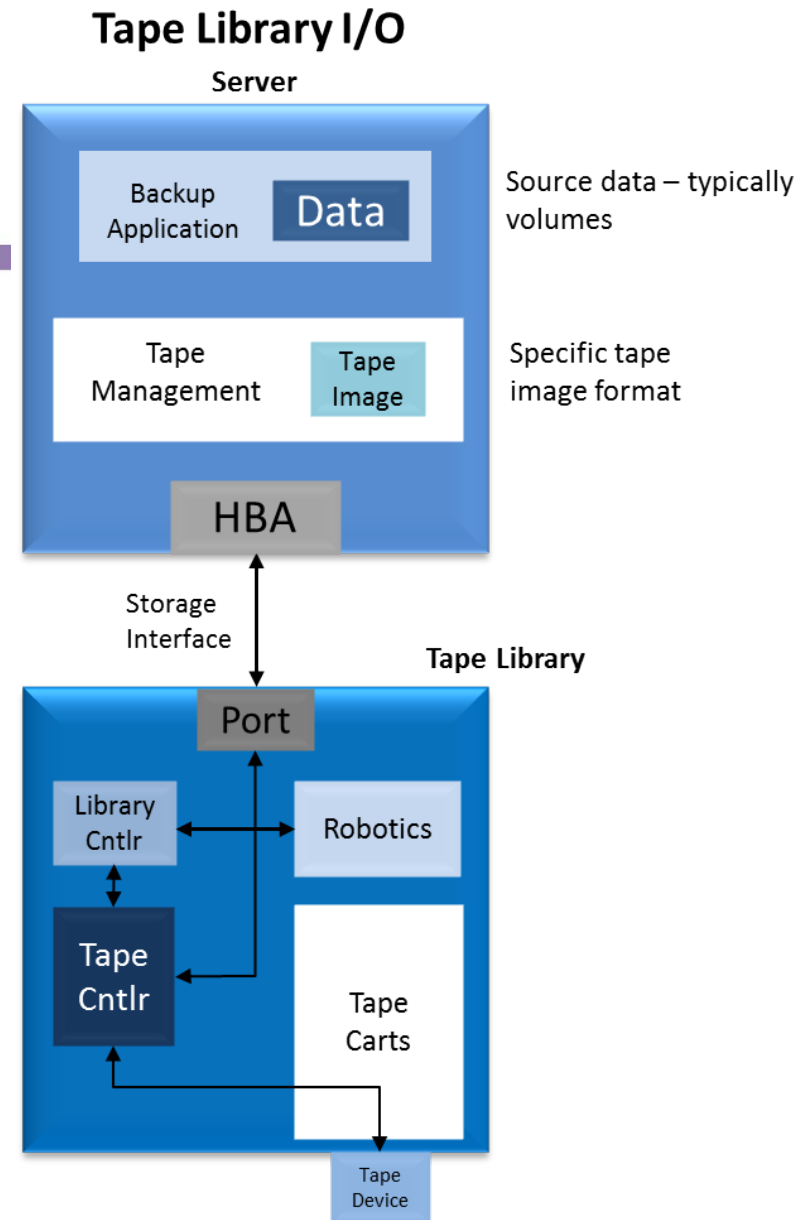 Tape Library I/O
Server
Backup
Application
Data
Source data – typically
volumes
Tape
Management
Tape
Image
Specific tape
image format
HBA
Storage
Interface
Tape Library
Port
Library
Cntlr
Robotics
Tape
Cntlr
Tape
Carts
Tape
Device